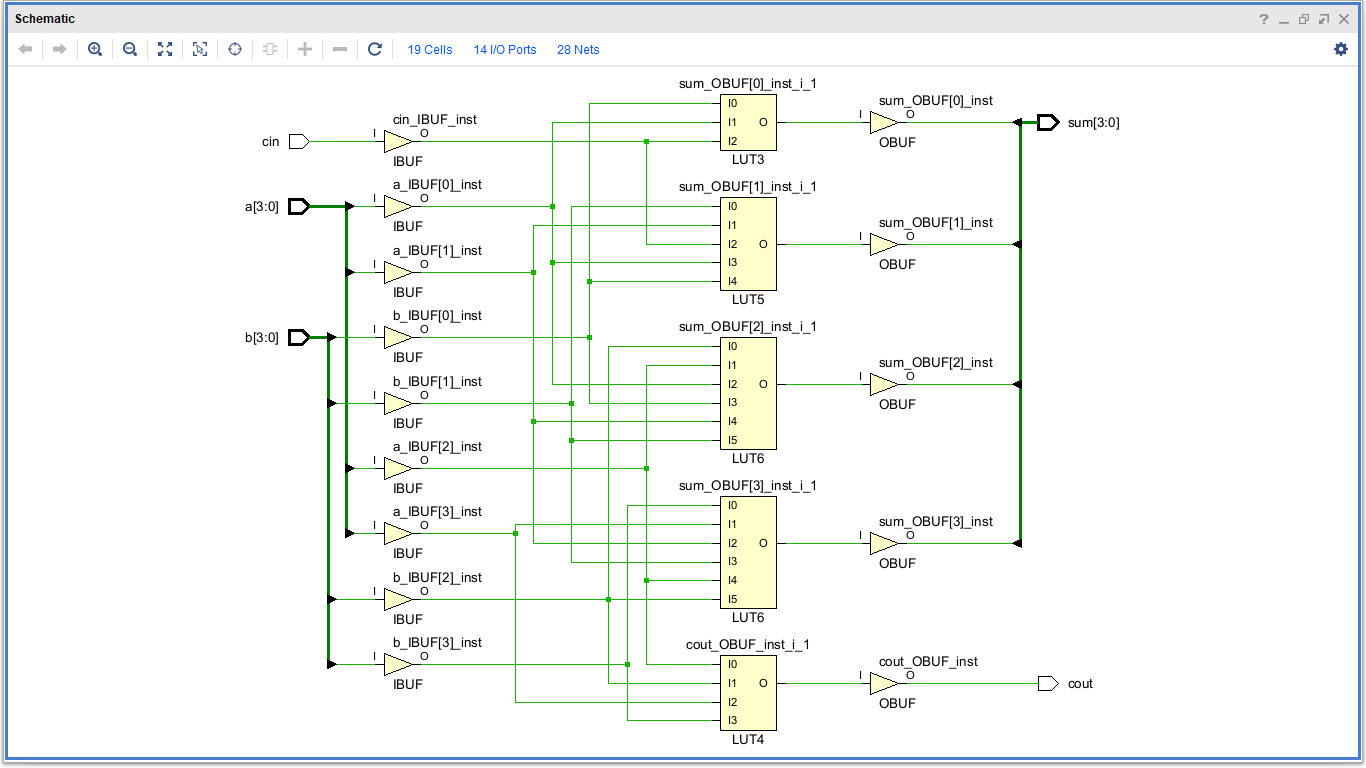 Schematic
?
19 Cells 14 I/O Ports 28 Nets
cin
a[3:0]
b[3:0]
cin_IBUF_inst
I O
IBUF
a_IBUF[0]_inst
I O
IBUF
a_IBUF[1]_inst
I O
IBUF
b_IBUF[0]_inst
I O
IBUF
b_IBUF[1]_inst
I O
IBUF
a_IBUF[2]_inst
I O
IBUF
a_IBUF[3]_inst
I O
IBUF
b_IBUF[2]_inst
I O
IBUF
b_IBUF[3]_inst
I O
IBUF
sum_OBUF[0]_inst_i_1
I0
I1 O
I2
LUT3
sum_OBUF[1]_inst_i_1
I0
I1
I2 O
I3
I4
LUT5
sum_OBUF[2]_inst_i_1
I0
I1
I2 O
I3
I4
I5
LUT6
sum_OBUF[3]_inst_i_1
I0
I1
I2 O
I3
I4
I5
LUT6
cout_OBUF_inst_i_1
I0
I1 O
I2
I3
LUT4
sum_OBUF[0]_inst
I O
OBUF
sum_OBUF[1]_inst
I O
OBUF
sum_OBUF[2]_inst
I O
OBUF
sum_OBUF[3]_inst
I O
OBUF
cout_OBUF_inst
I O
OBUF
sum[3:0]
cout